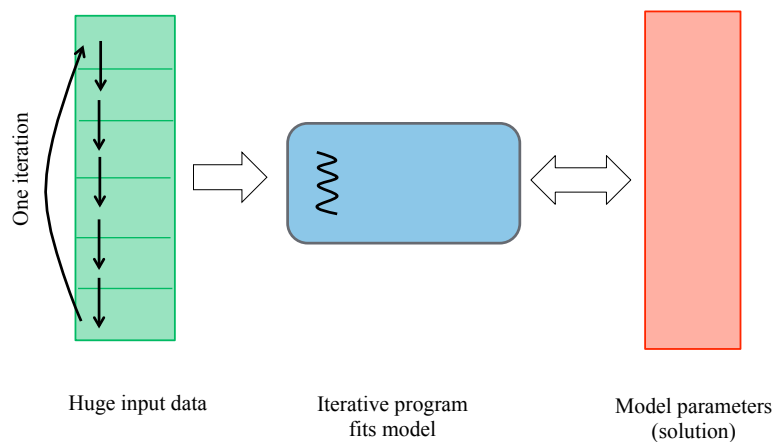 One iteration
Huge input data
Iterative program
fits model
Model parameters
(solution)